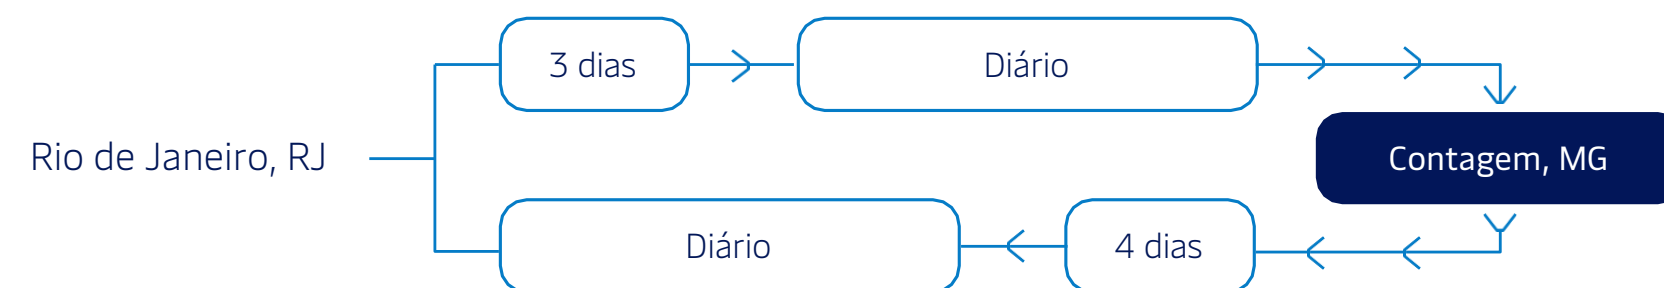 3 dias
Diário
Rio de Janeiro, RJ
Contagem, MG
Diário
4 dias